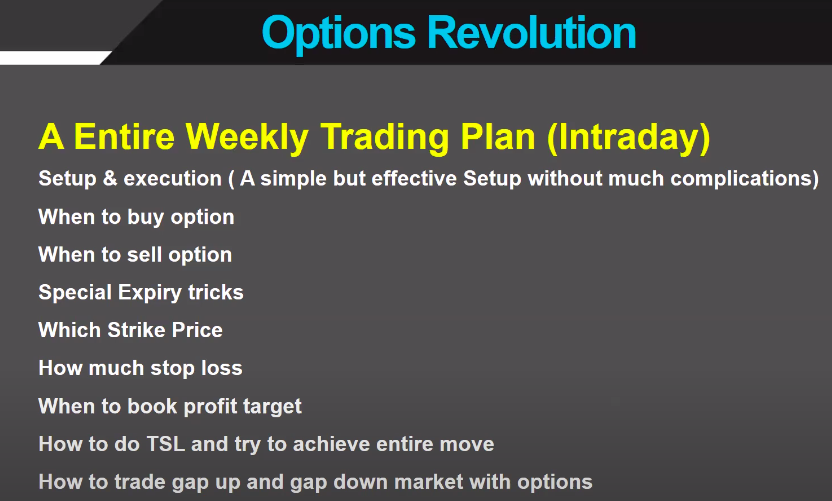 Options Revolution
A Entire Weekly Trading Plan (Intraday)
Setup & execution ( A simple but effective Setup without much complications)
When to buy option
When to sell option
Special Expiry tricks
Which Strike Price
How much stop loss
When to book profit target
How to do TSL and try to achieve entire move
How to trade gap up and gap down market with options